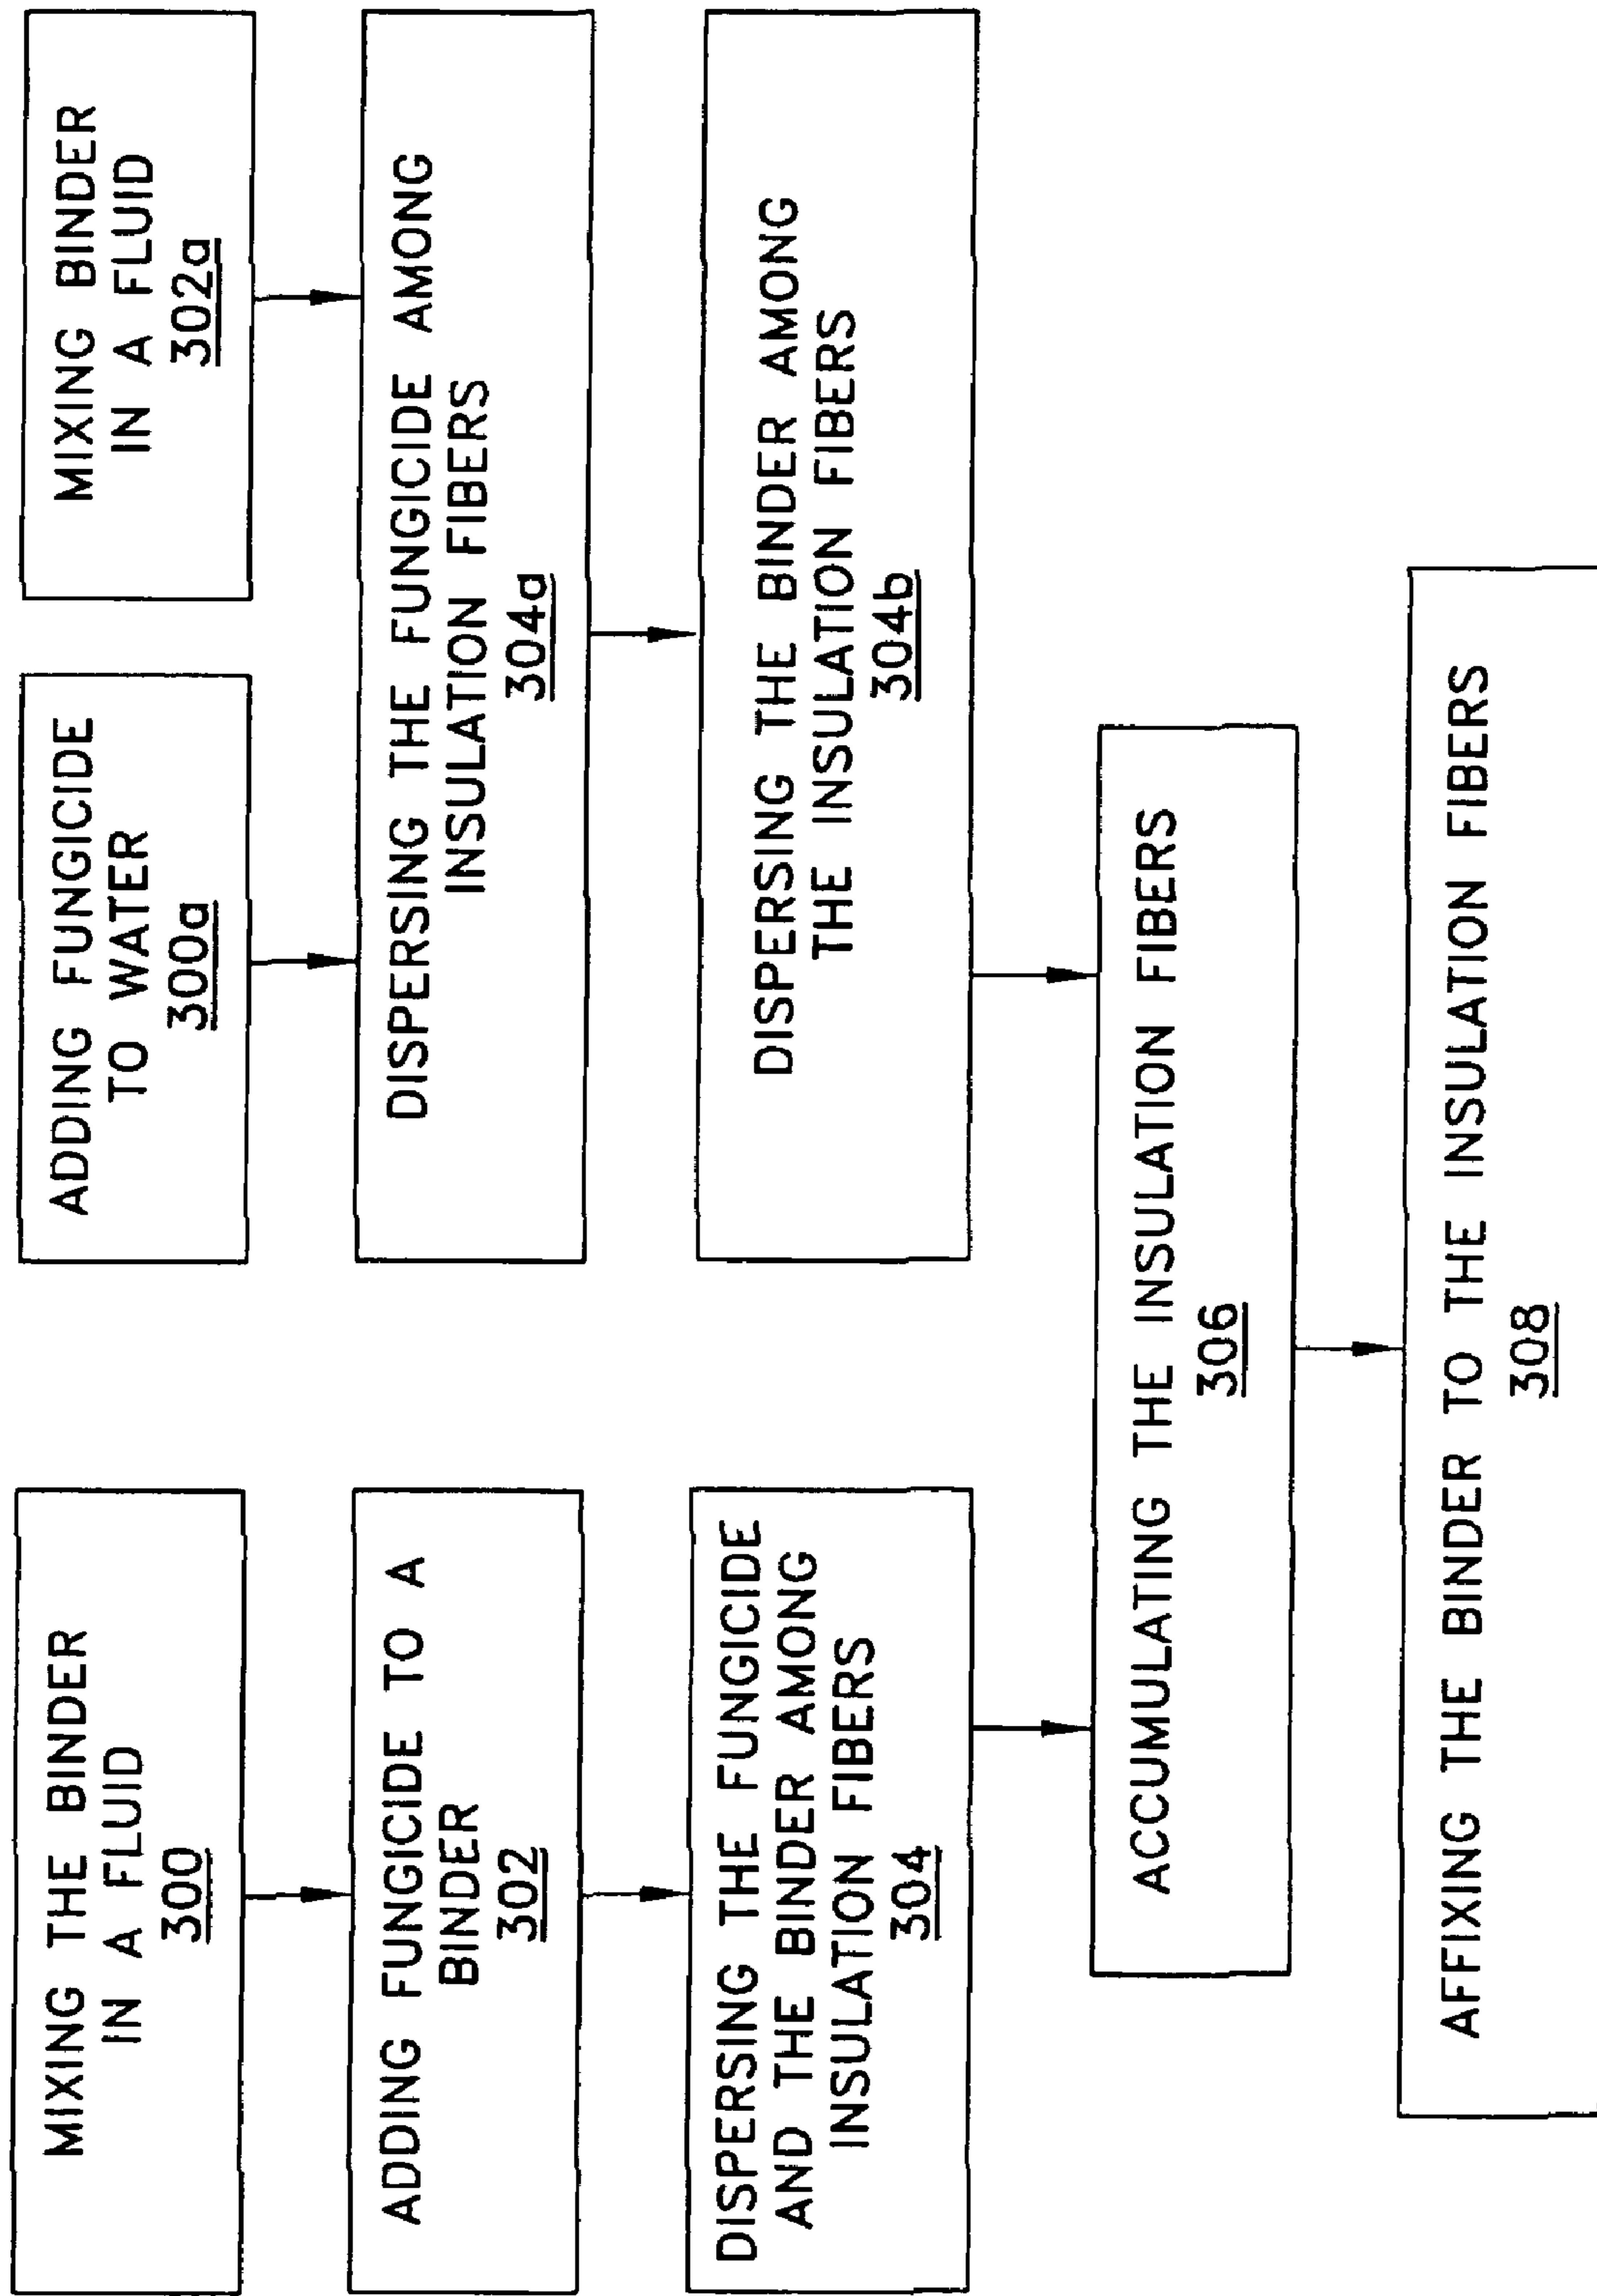 MIXING THE BINDER
IN A FLUID
300
ADDING FUNGICIDE TO A
BINDER
302
DISPERSING THE FUNGICIDE
AND THE BINDER AMONG
INSULATION FIBERS
304
ADDING FUNGICIDE
TO WATER
300a
MIXING BINDER
IN A FLUID
302a
DISPERSING THE FUNGICIDE AMONG
INSULATION FIBERS
304a
DISPERSING THE BINDER AMONG
THE INSULATION FIBERS
304b
ACCUMULATING THE INSULATION FIBERS
306
AFFIXING THE BINDER TO THE INSULATION FIBERS
308